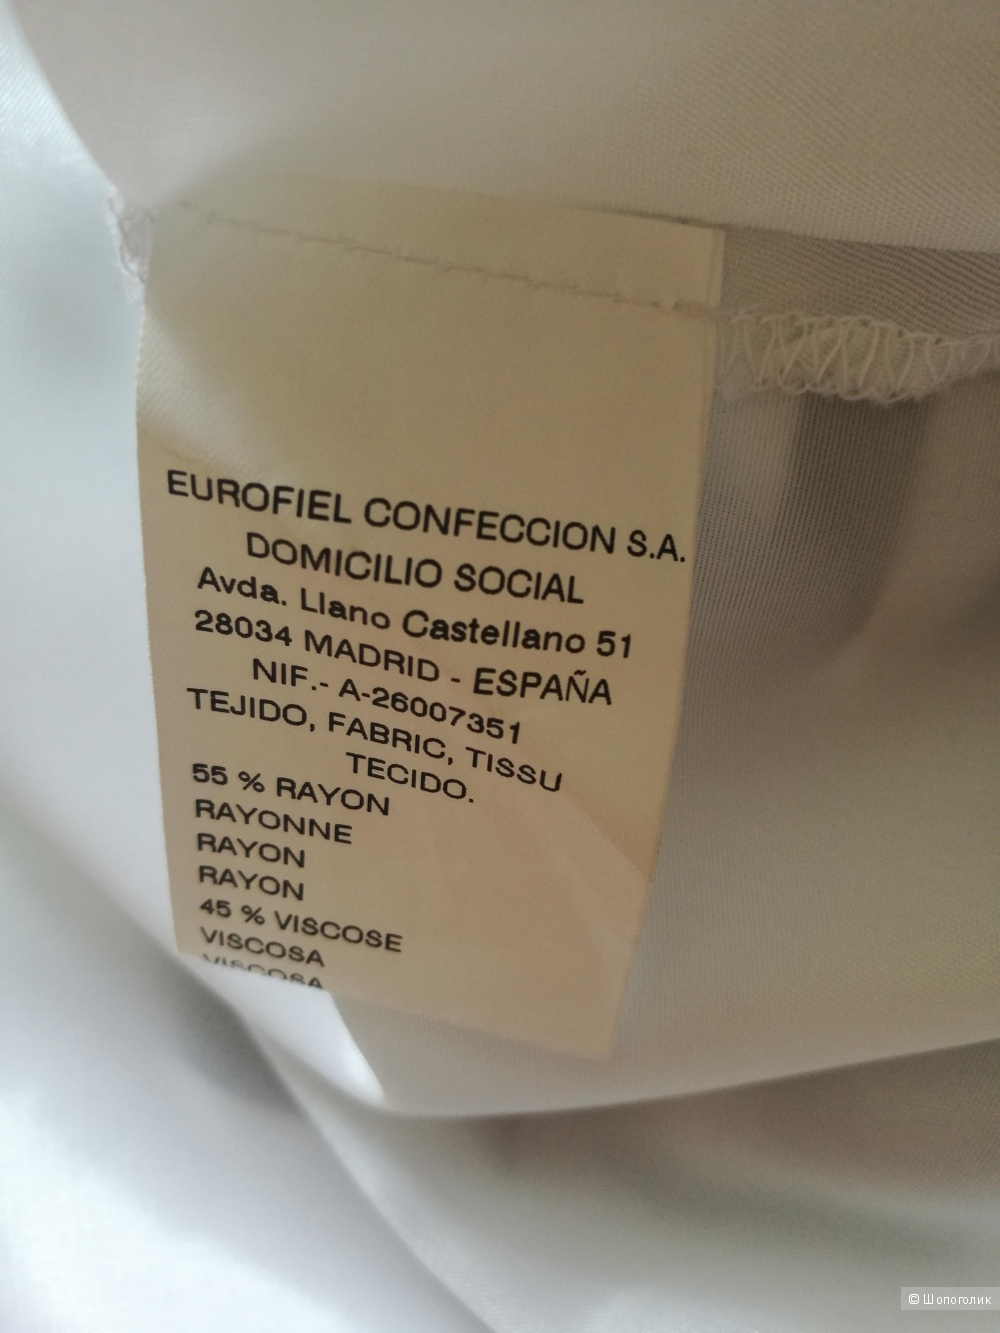 EUROFIEL CONFECCION S.A.
DOMICILIO SOCIAL
Avda. Llano Castellano 51
28034 MADRID - ESPAÑA
NIF.- A-26007351
TEJIDO, FABRIC, TISSU
TECIDO.
55 % RAYON
RAYONNE
RAYON
RAYON
45 % VISCOSE
VISCOSA
VISCOSA
© Шопоголик